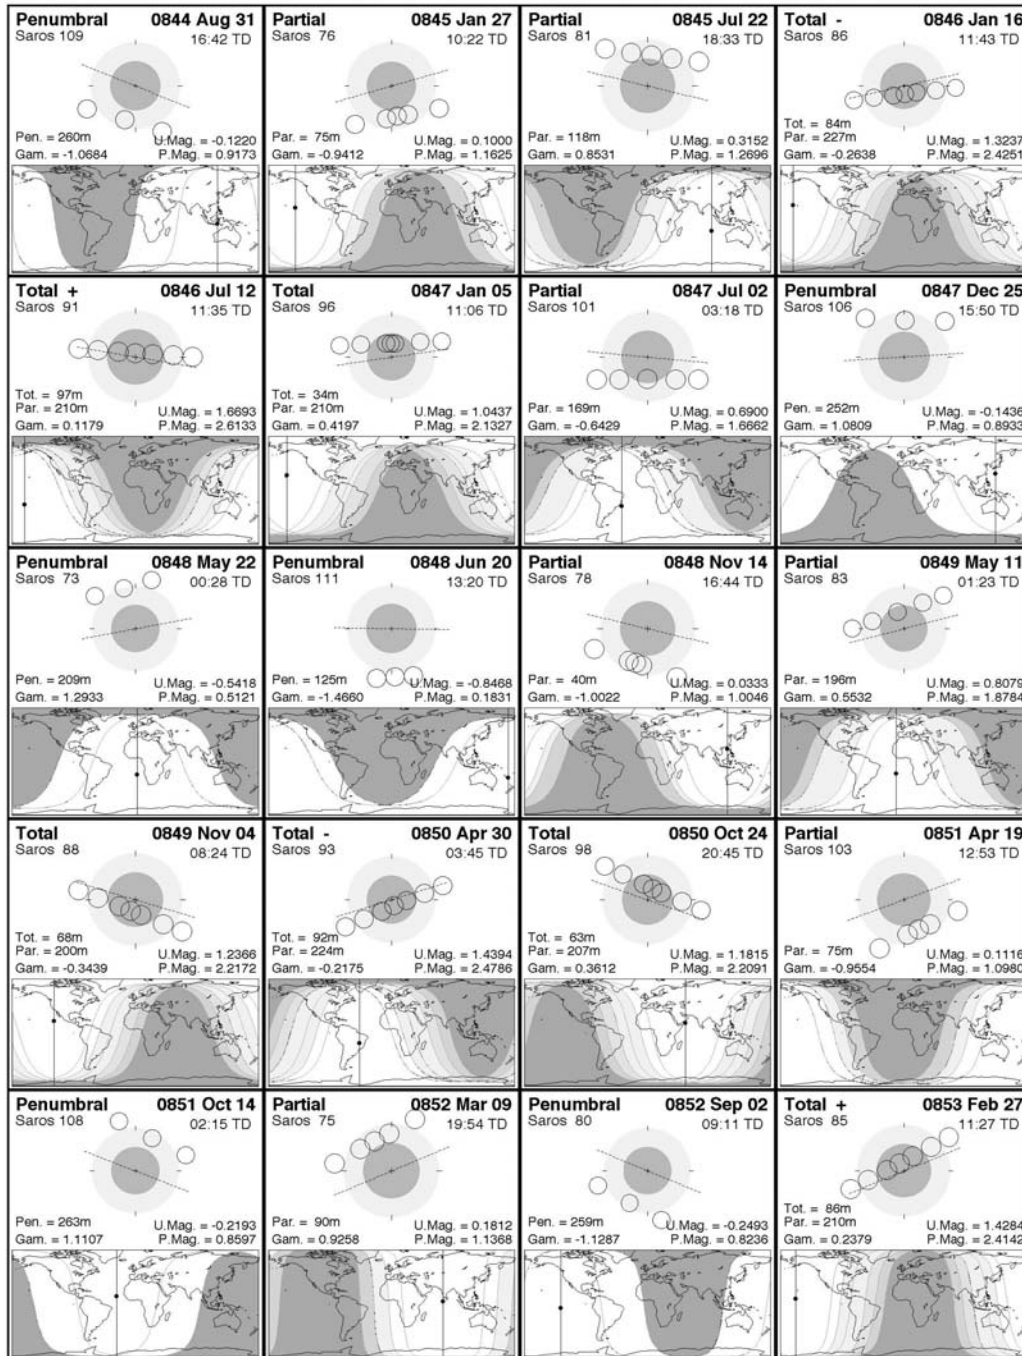 Penumbral 0844 Aug 31
Saros 109 16:42 TD
Pen. = 260m U.Mag. = -0.1220
Gam. = -1.0684 P.Mag. = 0.9173
Partial 0845 Jan 27
Saros 76 10:22 TD
Par. = 75m U.Mag. = 0.1000
Gam. = -0.9412 P.Mag. = 1.1625
Partial 0845 Jul 22
Saros 81 18:33 TD
Par. = 118m U.Mag. = 0.3152
Gam. = 0.8531 P.Mag. = 1.2696
Total - 0846 Jan 16
Saros 86 11:43 TD
Tot. = 84m
Par. = 227m U.Mag. = 1.3237
Gam. = -0.2638 P.Mag. = 2.4251
Total + 0846 Jul 12
Saros 91 11:35 TD
Tot. = 97m
Par. = 210m U.Mag. = 1.6693
Gam. = 0.1179 P.Mag. = 2.6133
Total 0847 Jan 05
Saros 96 11:06 TD
Tot. = 34m
Par. = 210m U.Mag. = 1.0437
Gam. = 0.4197 P.Mag. = 2.1327
Partial 0847 Jul 02
Saros 101 03:18 TD
Par. = 169m U.Mag. = 0.6900
Gam. = -0.6429 P.Mag. = 1.6662
Penumbral 0847 Dec 25
Saros 106 15:50 TD
Pen. = 252m U.Mag. = -0.1436
Gam. = 1.0809 P.Mag. = 0.8933
Penumbral 0848 May 22
Saros 73 00:28 TD
Pen. = 209m U.Mag. = -0.5418
Gam. = 1.2933 P.Mag. = 0.5121
Penumbral 0848 Jun 20
Saros 111 13:20 TD
Pen. = 125m U.Mag. = -0.8468
Gam. = -1.4660 P.Mag. = 0.1831
Partial 0848 Nov 14
Saros 78 16:44 TD
Par. = 40m U.Mag. = 0.0333
Gam. = -1.0022 P.Mag. = 1.0046
Partial 0849 May 11
Saros 83 01:23 TD
Par. = 196m U.Mag. = 0.8079
Gam. = 0.5532 P.Mag. = 1.8784
Total 0849 Nov 04
Saros 88 08:24 TD
Tot. = 68m
Par. = 200m U.Mag. = 1.2366
Gam. = -0.3439 P.Mag. = 2.2172
Total - 0850 Apr 30
Saros 93 03:45 TD
Tot. = 92m
Par. = 224m U.Mag. = 1.4394
Gam. = -0.2175 P.Mag. = 2.4786
Total 0850 Oct 24
Saros 98 20:45 TD
Tot. = 63m
Par. = 207m U.Mag. = 1.1815
Gam. = 0.3612 P.Mag. = 2.2091
Partial 0851 Apr 19
Saros 103 12:53 TD
Par. = 75m U.Mag. = 0.1116
Gam. = -0.9554 P.Mag. = 1.0980
Penumbral 0851 Oct 14
Saros 108 02:15 TD
Pen. = 263m U.Mag. = -0.2193
Gam. = 1.1107 P.Mag. = 0.8597
Partial 0852 Mar 09
Saros 75 19:54 TD
Par. = 90m U.Mag. = 0.1812
Gam. = 0.9258 P.Mag. = 1.1368
Penumbral 0852 Sep 02
Saros 80 09:11 TD
Pen. = 259m U.Mag. = -0.2493
Gam. = -1.1287 P.Mag. = 0.8236
Total + 0853 Feb 27
Saros 85 11:27 TD
Tot. = 86m
Par. = 210m U.Mag. = 1.4284
Gam. = 0.2379 P.Mag. = 2.4142